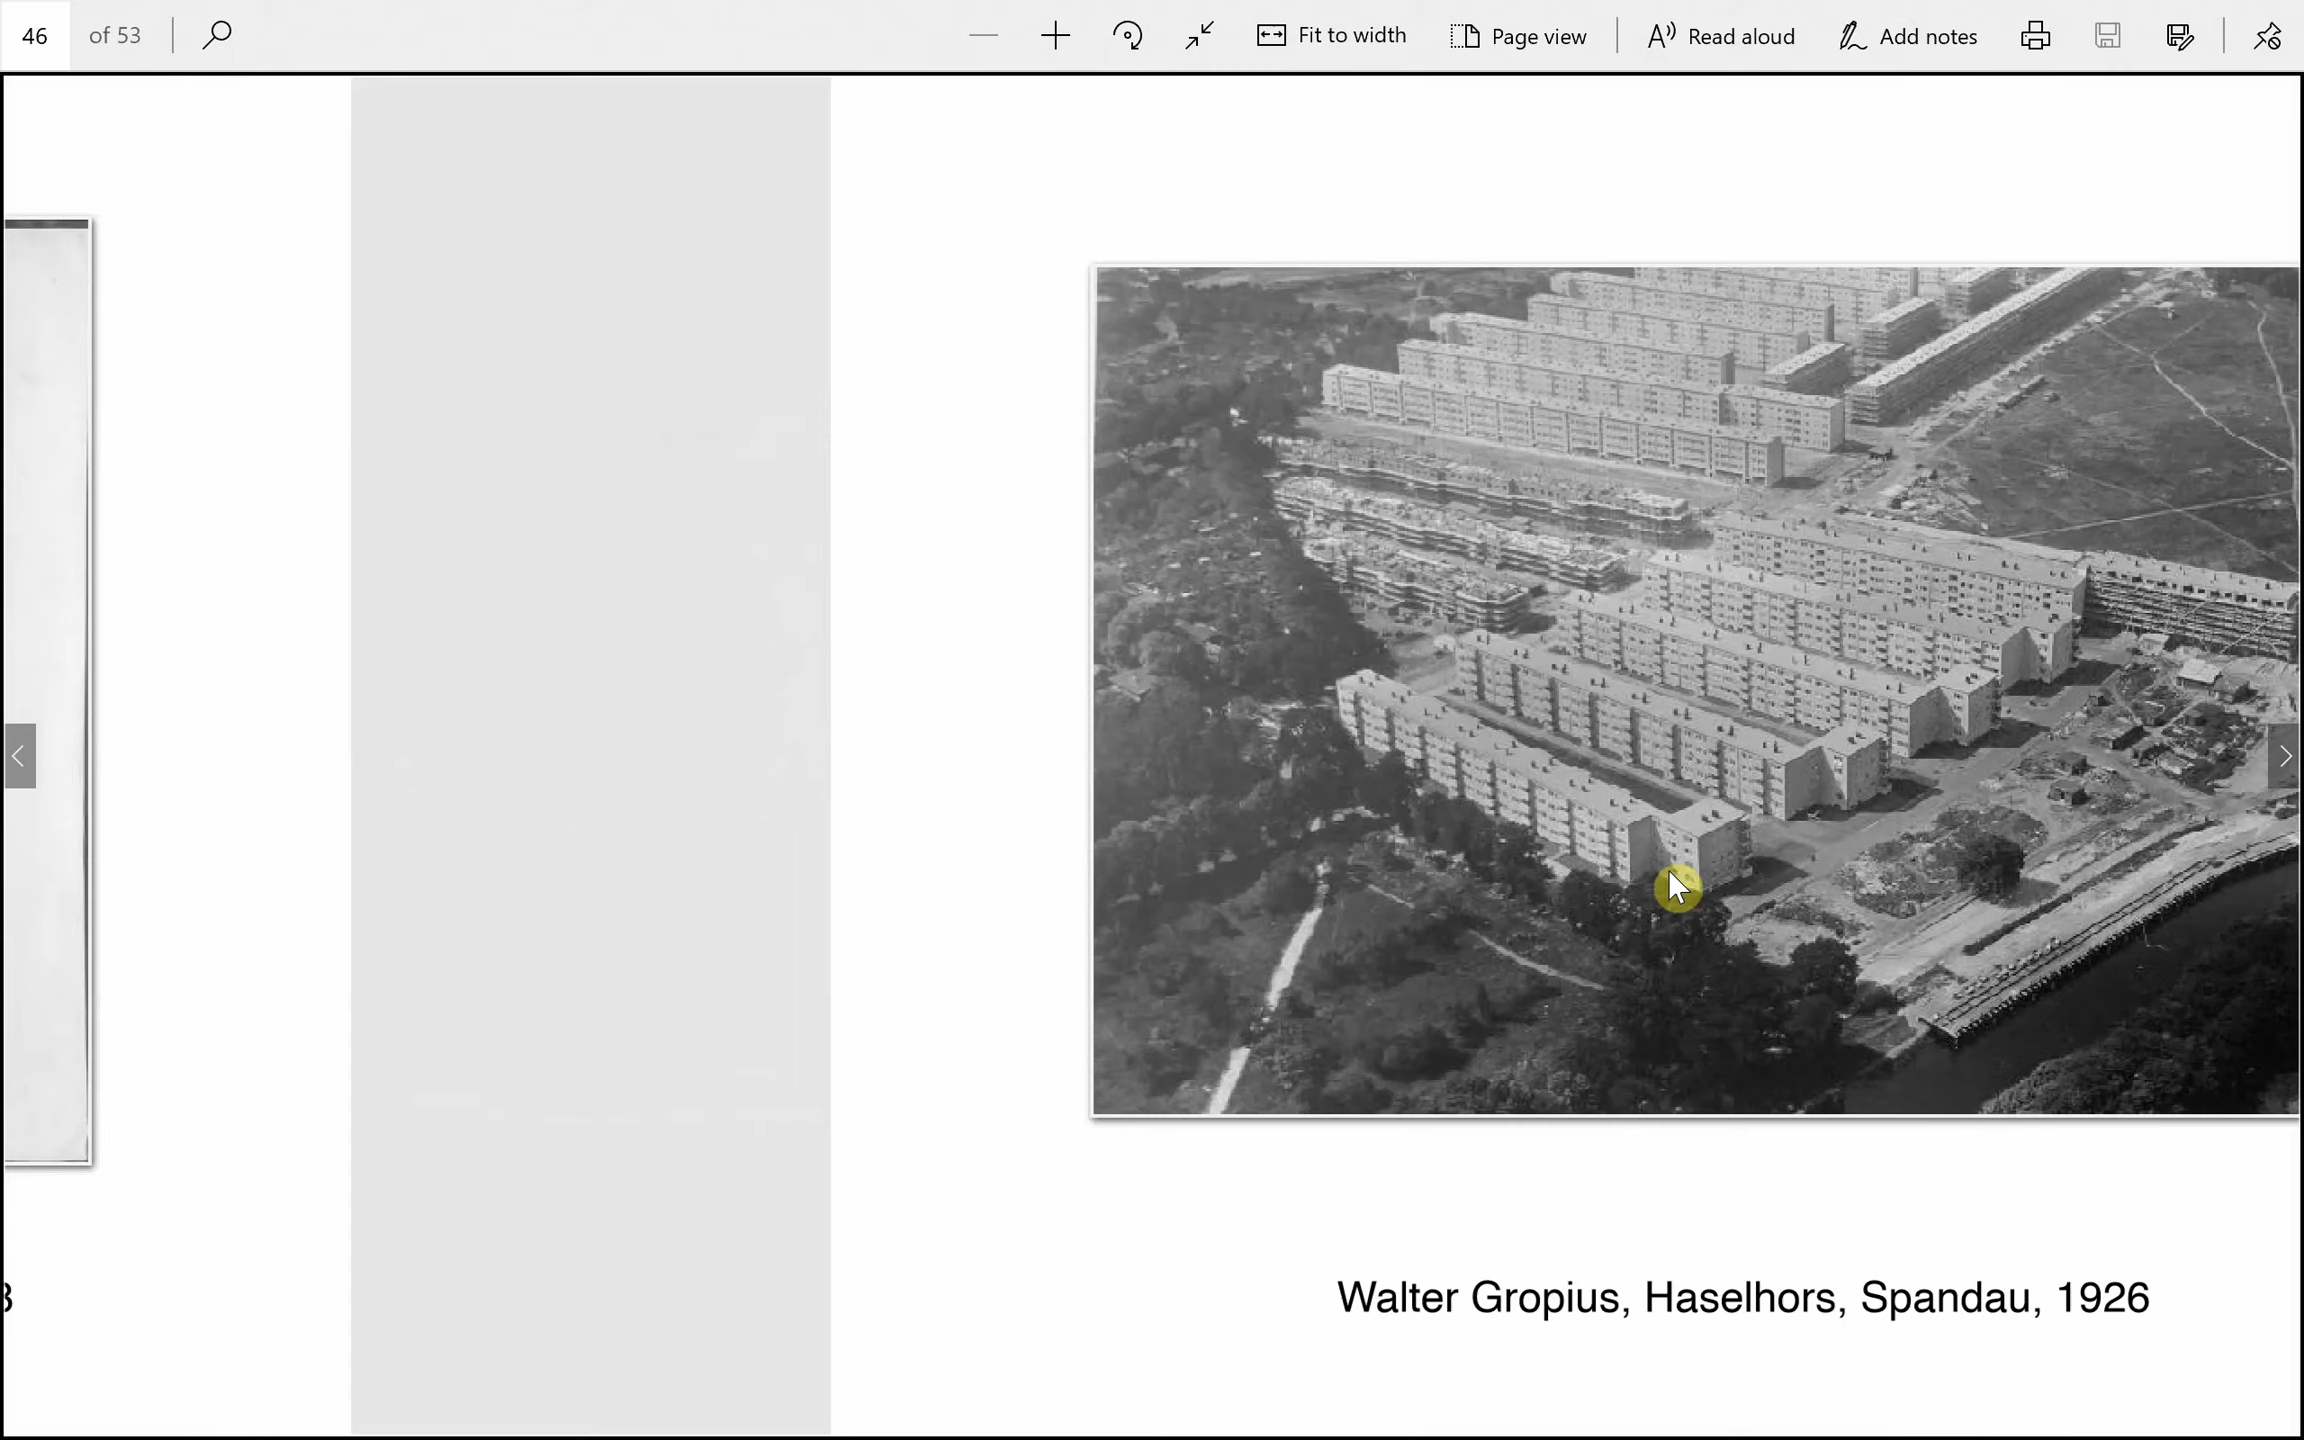 46 of 53 Fit to width Page view Read aloud Add notes
Walter Gropius, Haselhors, Spandau, 1926